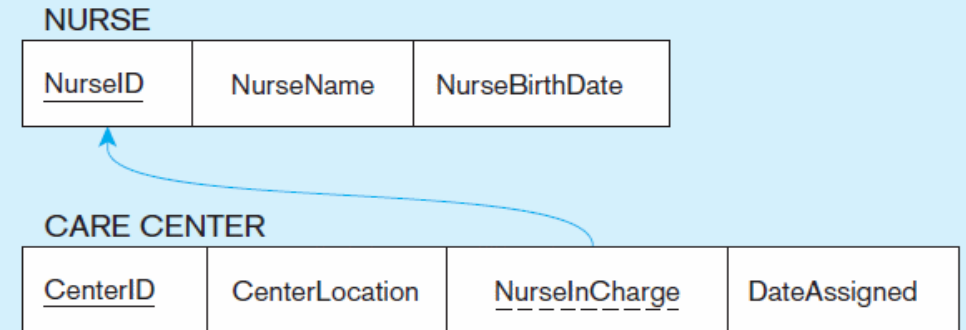 NURSE
NurseID NurseName NurseBirthDate
CARE CENTER
CenterID CenterLocation NurseInCharge DateAssigned